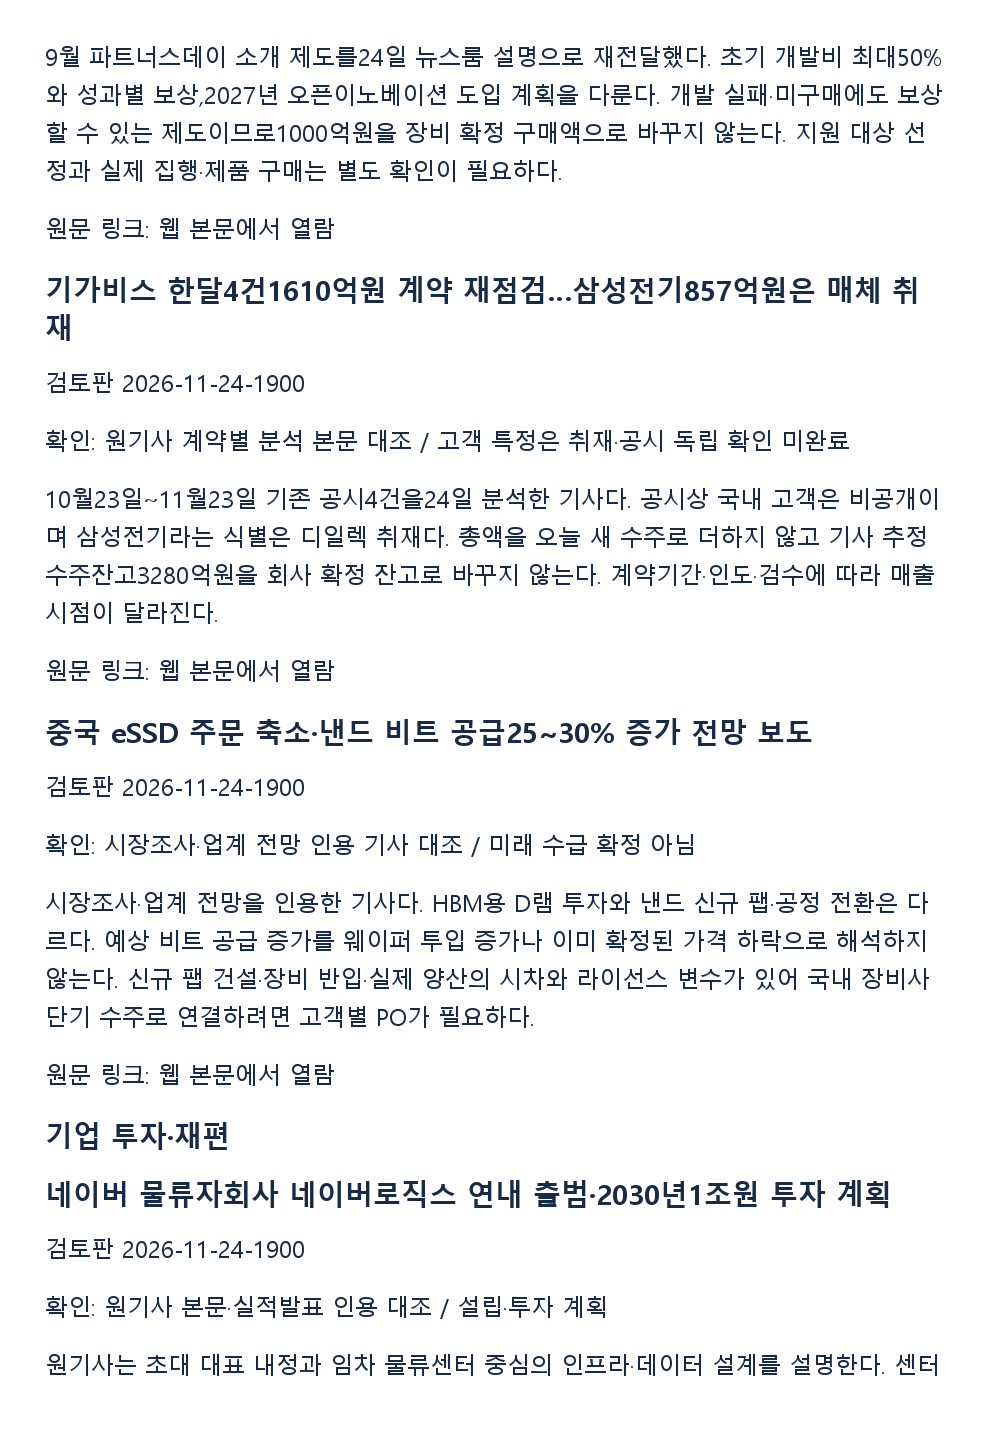 9월 파트너스데이 소개 제도를24일 뉴스룸 설명으로 재전달했다. 초기 개발비 최대50%
와 성과별 보상,2027년 오픈이노베이션 도입 계획을 다룬다. 개발 실패·미구매에도 보상
할 수 있는 제도이므로1000억원을 장비 확정 구매액으로 바꾸지 않는다. 지원 대상 선
정과 실제 집행·제품 구매는 별도 확인이 필요하다.
원문 링크: 웹 본문에서 열람
기가비스 한달4건1610억원 계약 재점검...삼성전기857억원은 매체 취
재
검토판 2026-11-24-1900
확인: 원기사 계약별 분석 본문 대조 / 고객 특정은 취재·공시 독립 확인 미완료
10월23일~11월23일 기존 공시4건을24일 분석한 기사다. 공시상 국내 고객은 비공개이
며 삼성전기라는 식별은 디일렉 취재다. 총액을 오늘 새 수주로 더하지 않고 기사 추정
수주잔고3280억원을 회사 확정 잔고로 바꾸지 않는다. 계약기간·인도·검수에 따라 매출
시점이 달라진다.
원문 링크: 웹 본문에서 열람
중국 eSSD 주문 축소·낸드 비트 공급25~30% 증가 전망 보도
검토판 2026-11-24-1900
확인: 시장조사·업계 전망 인용 기사 대조 / 미래 수급 확정 아님
시장조사·업계 전망을 인용한 기사다. HBM용 D램 투자와 낸드 신규 팹·공정 전환은 다
르다. 예상 비트 공급 증가를 웨이퍼 투입 증가나 이미 확정된 가격 하락으로 해석하지
않는다. 신규 팹 건설·장비 반입·실제 양산의 시차와 라이선스 변수가 있어 국내 장비사
단기 수주로 연결하려면 고객별 PO가 필요하다.
원문 링크: 웹 본문에서 열람
기업 투자·재편
네이버 물류자회사 네이버로직스 연내 출범·2030년1조원 투자 계획
검토판 2026-11-24-1900
확인: 원기사 본문·실적발표 인용 대조 / 설립·투자 계획
원기사는 초대 대표 내정과 임차 물류센터 중심의 인프라·데이터 설계를 설명한다. 센터